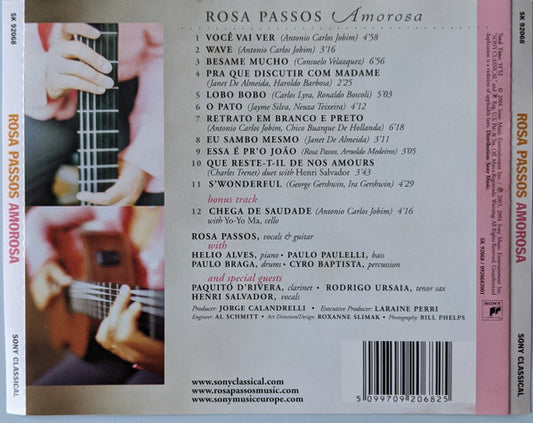 SK 92068
ROSA PASSOS AMOROSA
SONY CLASSICAL
ROSA PASSOS Amorosa
1 VOCÊ VAI VER (Antonio Carlos Jobim) 4'58
2 WAVE (Antonio Carlos Jobim) 3'16
3 BESAME MUCHO (Consuelo Velazquez) 6'56
4 PRA QUE DISCUTIR COM MADAME
(Janet De Almeida, Haroldo Barbosa) 2'25
5 LOBO BOBO (Carlos Lyra, Ronaldo Boscoli) 5'03
6 O PATO (Jayme Silva, Neuza Teixeira) 4'12
7 RETRATO EM BRANCO E PRETO
(Antonio Carlos Jobim, Chico Buarque De Hollanda) 6'18
8 EU SAMBO MESMO (Janet De Almeida) 3'11
9 ESSA É PR'O JOÃO (Rosa Passos, Arnoldo Medeiros) 3'05
10 QUE RESTE-T-IL DE NOS AMOURS
(Charles Trenet) duet with Henri Salvador 3'43
11 S'WONDEREUL (George Gershwin, Ira Gershwin) 4'29
bonus track
12 CHEGA DE SAUDADE (Antonio Carlos Jobim) 4'16
with Yo-Yo Ma, cello
ROSA PASSOS, vocals & guitar
with
HELIO ALVES, piano • PAULO PAULELLI, bass
PAULO BRAGA, drums • CYRO BAPTISTA, percussion
and special guests
PAQUITO D'RIVERA, clarinet • RODRIGO URSAIA, tenor sax
HENRI SALVADOR, vocals
Producer: JORGE CALANDRELLI • Executive Producer: LARAINE PERRI
Engineer: AL SCHMITT • Art Direction/Design: ROXANNE SLIMAK • Photography: BILL PHELPS
www.sonyclassical.com
www.rosapassosmusic.com
www.sonymusiceurope.com
5 099709 206825
Total Time: 51'52
SK 92068 / 0920682001
SONY
SK 92068
ROSA PASSOS AMOROSA
SONY CLASSICAL